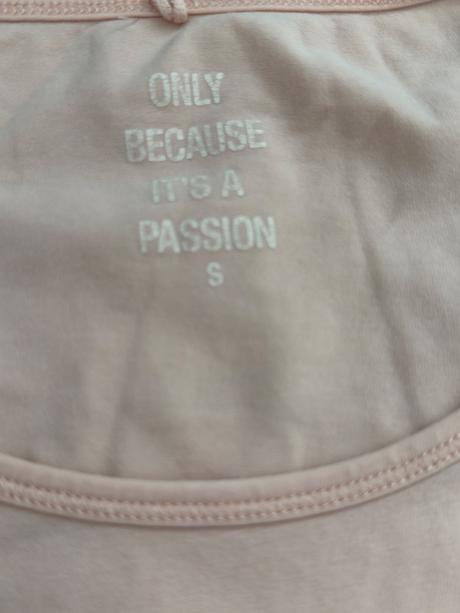 ONLY
BECAUSE
IT'S A
PASSION
S